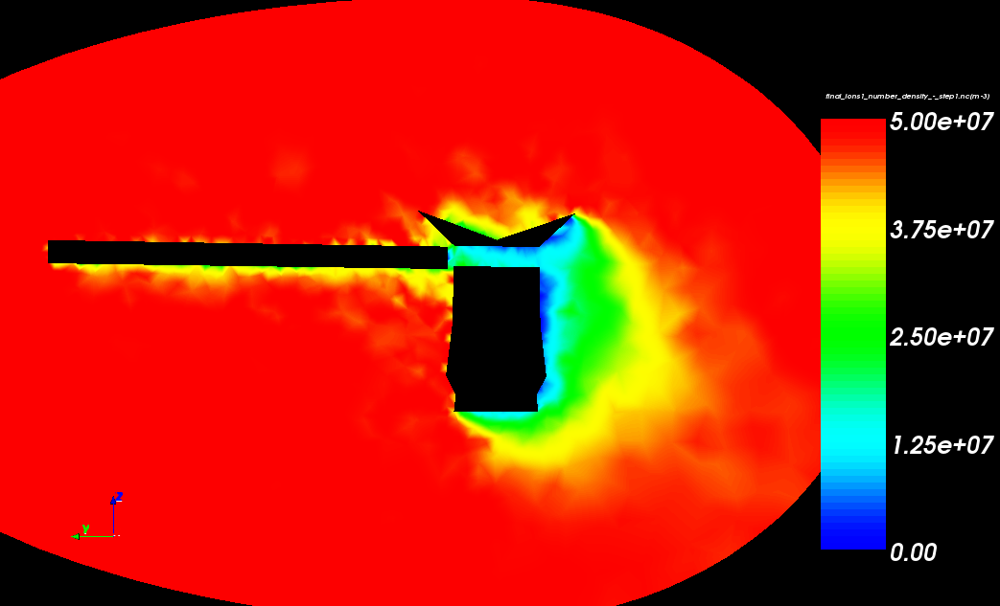 final_ions1_number_density_-_step1.nc(m-3)
5.00e+07
3.75e+07
2.50e+07
1.25e+07
0.00
Z
Y